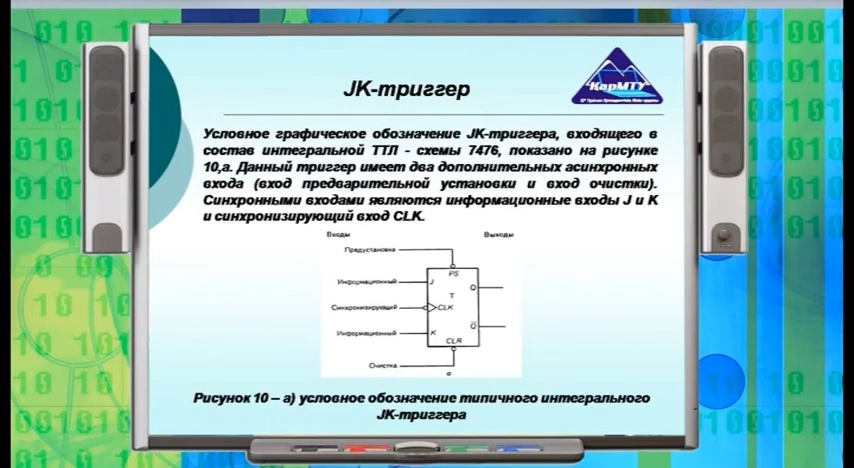 JK-триггер
КарМТУ
Условное графическое обозначение JK-триггера, входящего в
состав интегральной ТТЛ - схемы 7476, показано на рисунке
10,а. Данный триггер имеет два дополнительных асинхронных
входа (вход предварительной установки и вход очистки).
Синхронными входами являются информационные входы J и K
и синхронизирующий вход CLK.
Входы Выходы
Предустановка
PS
Информационный J Q
T
Синхронизирующий CLK
Информационный K Q̅
CLR
Очистка
а
Рисунок 10 – а) условное обозначение типичного интегрального
JK-триггера